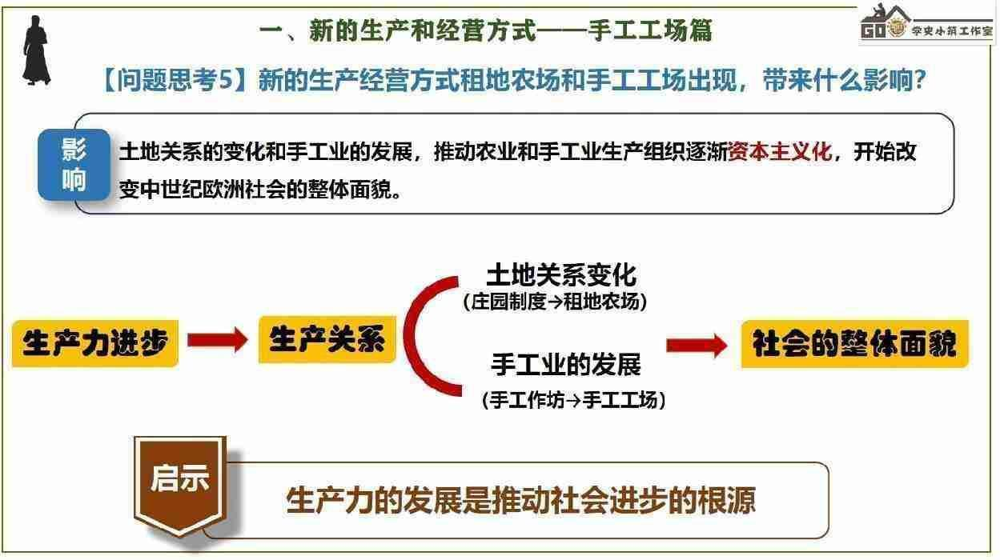 一、新的生产和经营方式——手工工场篇
GO 学史小筑工作室
【问题思考5】新的生产经营方式租地农场和手工工场出现，带来什么影响？
影响
土地关系的变化和手工业的发展，推动农业和手工业生产组织逐渐资本主义化，开始改
变中世纪欧洲社会的整体面貌。
土地关系变化
(庄园制度→租地农场)
生产力进步
生产关系
社会的整体面貌
手工业的发展
(手工作坊→手工工场)
启示
生产力的发展是推动社会进步的根源